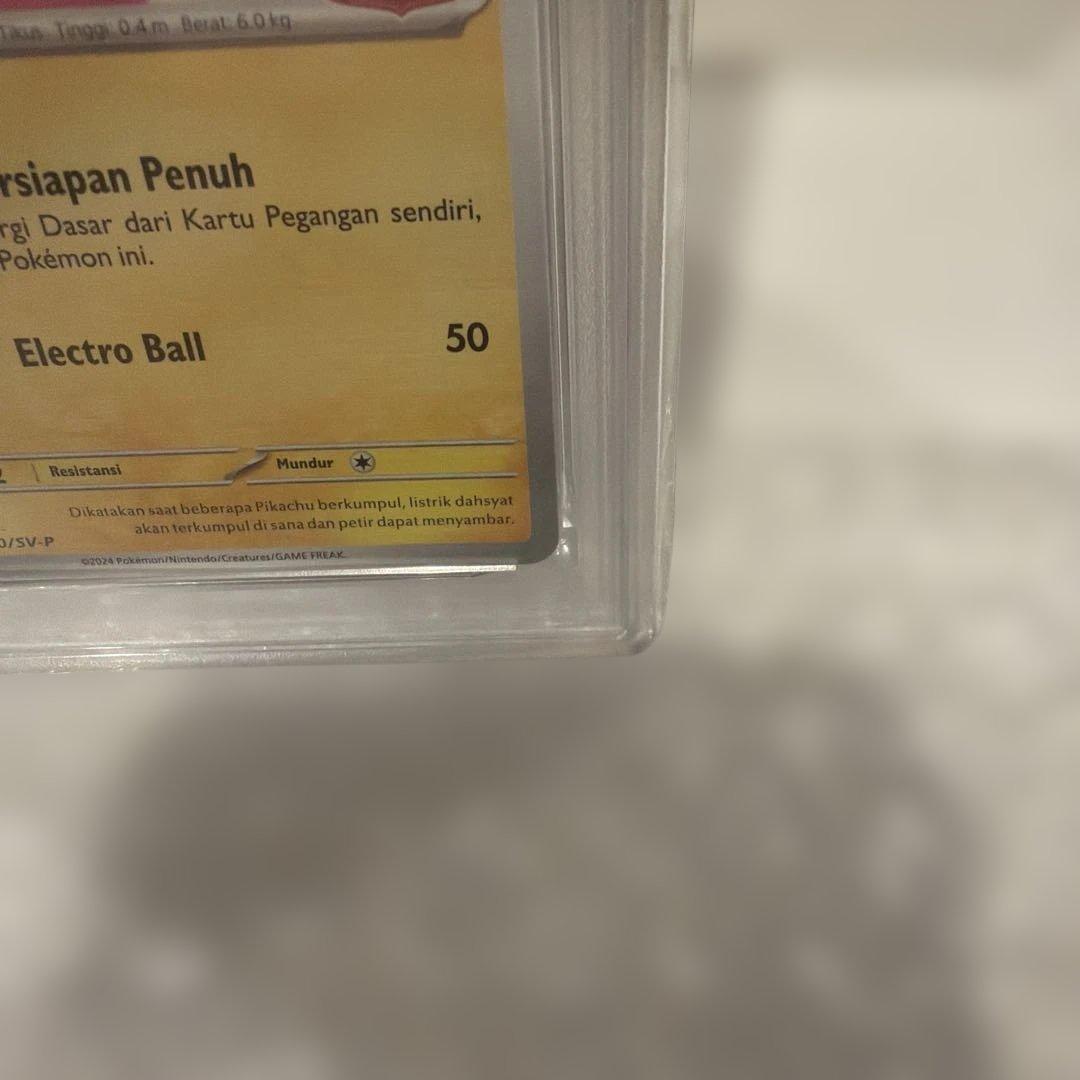 Tikus Tinggi 0.4 m Berat 6.0 kg
rsiapan Penuh
rgi Dasar dari Kartu Pegangan sendiri,
Pokémon ini.
Electro Ball 50
Resistansi Mundur
Dikatakan saat beberapa Pikachu berkumpul, listrik dahsyat
akan terkumpul di sana dan petir dapat menyambar.
0/SV-P
©2024 Pokémon/Nintendo/Creatures/GAME FREAK.